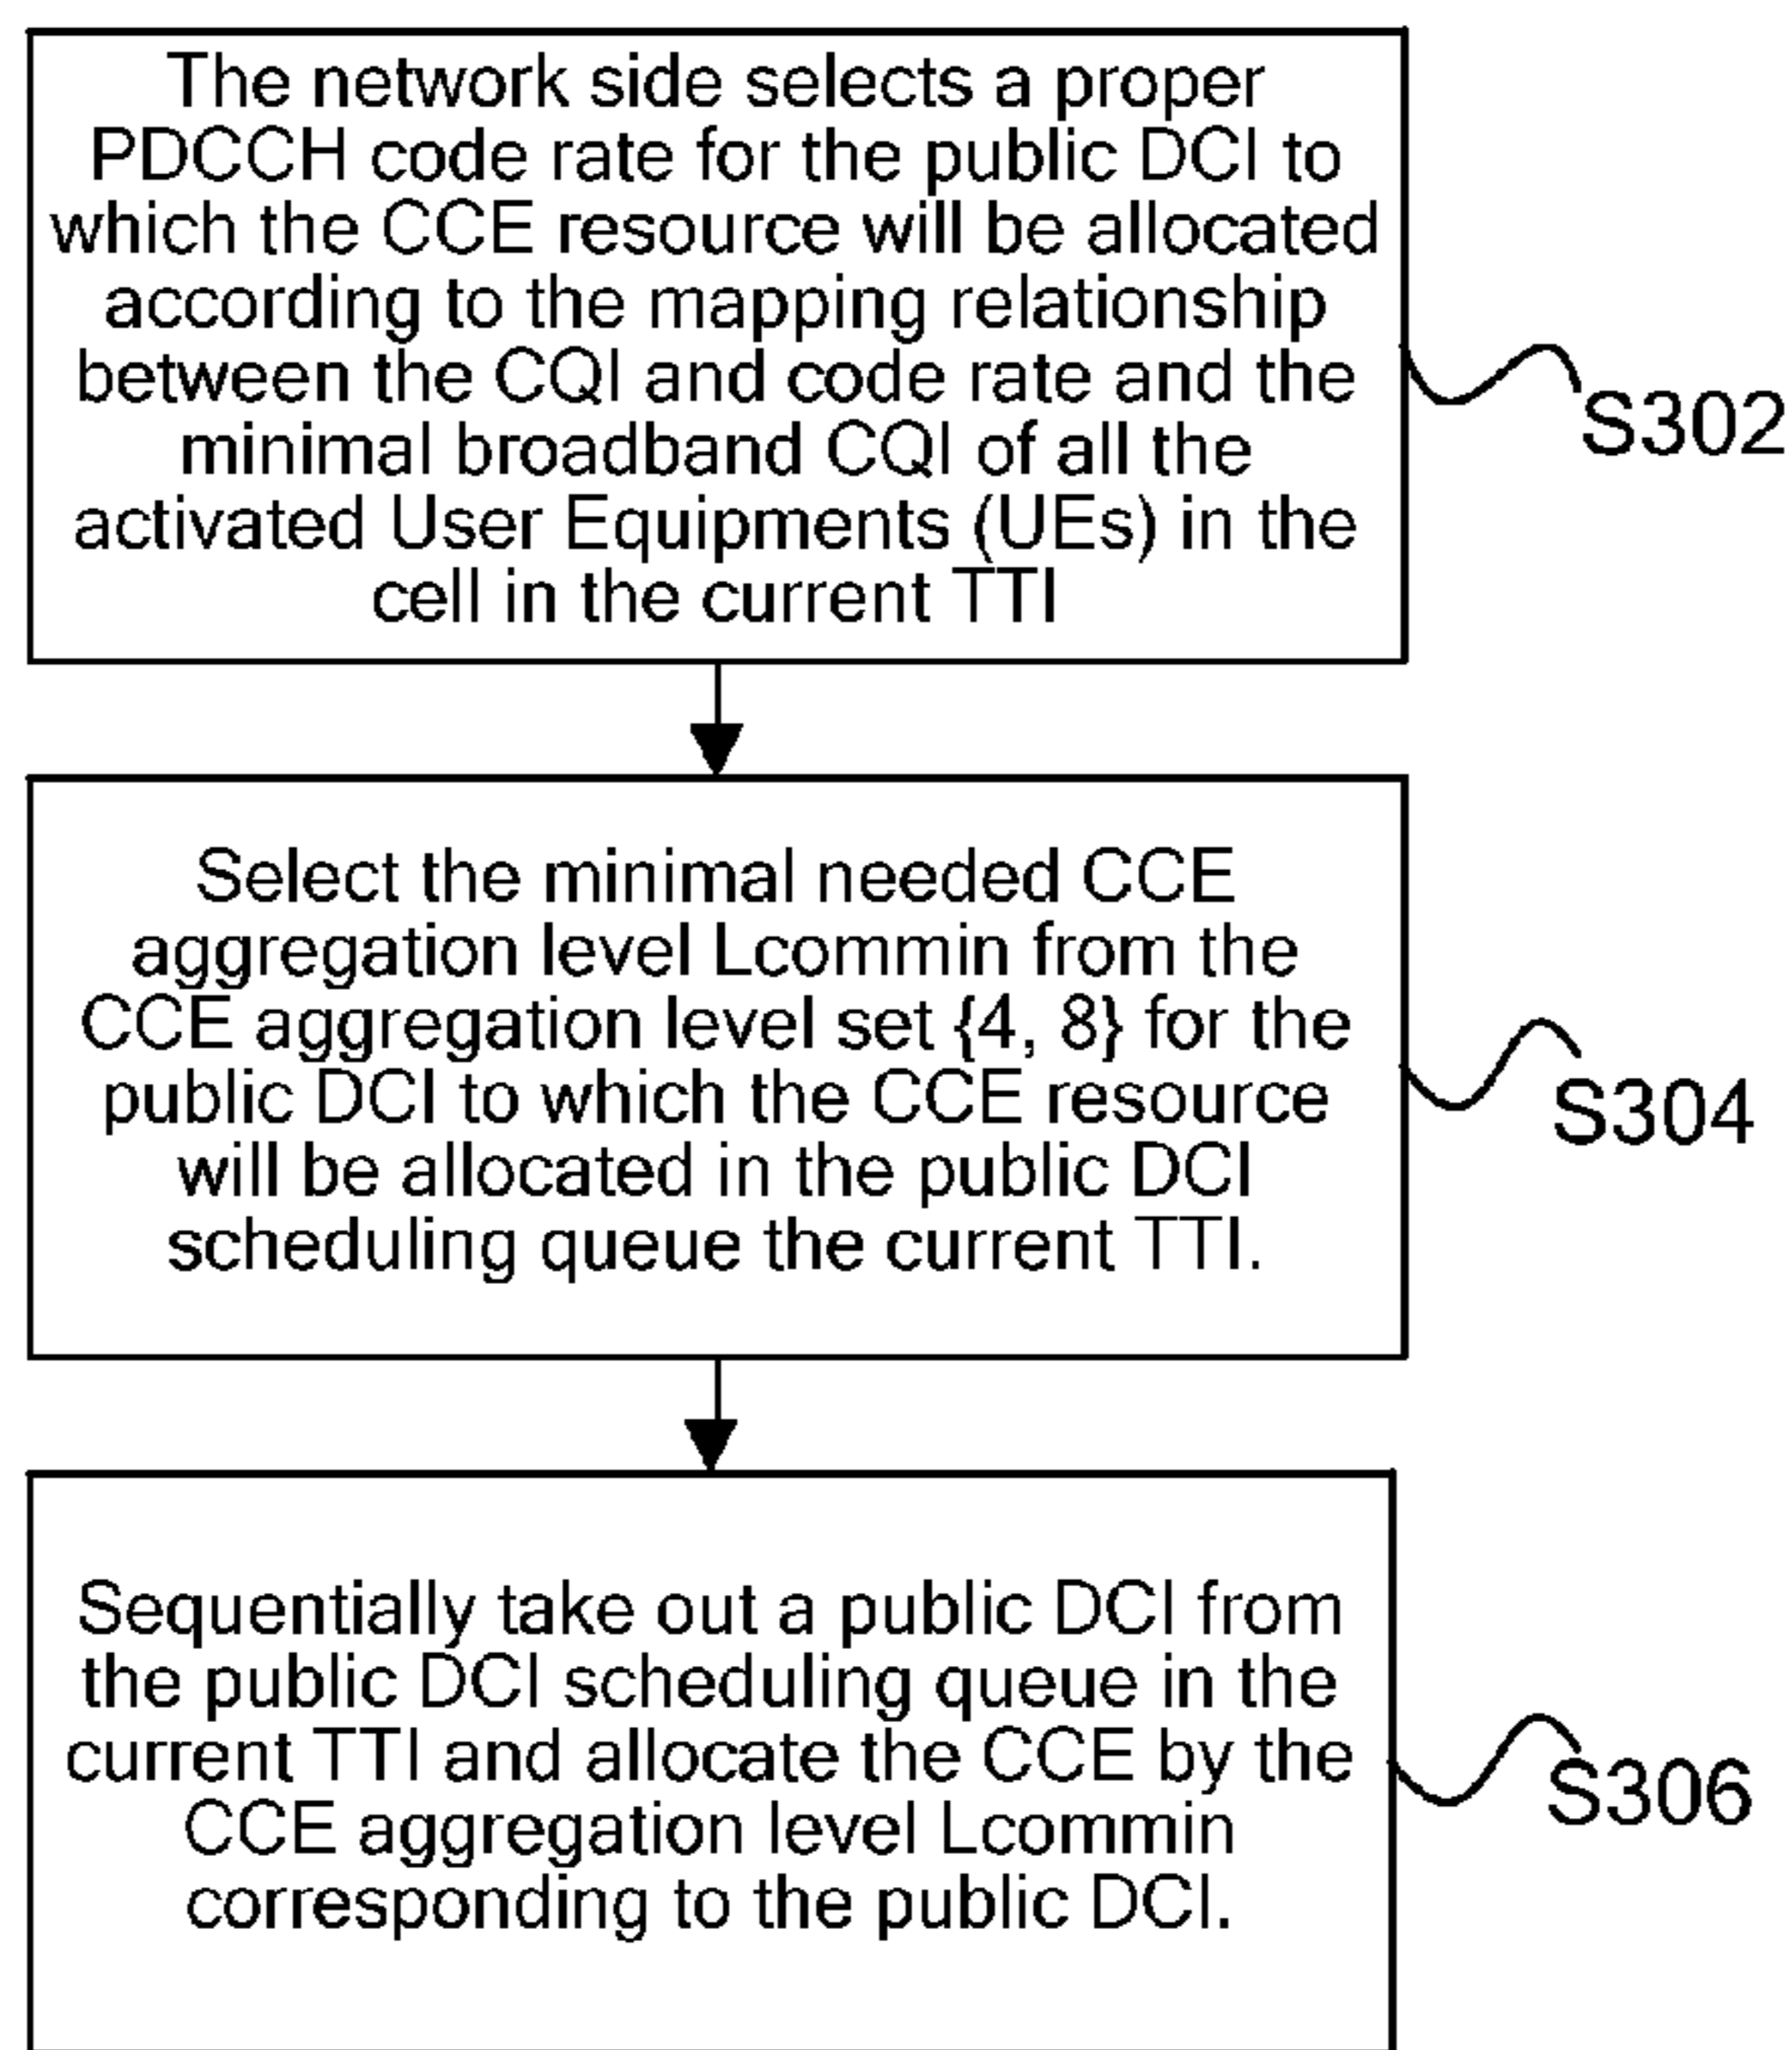 The network side selects a proper
PDCCH code rate for the public DCI to
which the CCE resource will be allocated
according to the mapping relationship
between the CQI and code rate and the
minimal broadband CQI of all the
activated User Equipments (UEs) in the
cell in the current TTI
S302
Select the minimal needed CCE
aggregation level Lcommin from the
CCE aggregation level set {4, 8} for the
public DCI to which the CCE resource
will be allocated in the public DCI
scheduling queue the current TTI.
S304
Sequentially take out a public DCI from
the public DCI scheduling queue in the
current TTI and allocate the CCE by the
CCE aggregation level Lcommin
corresponding to the public DCI.
S306